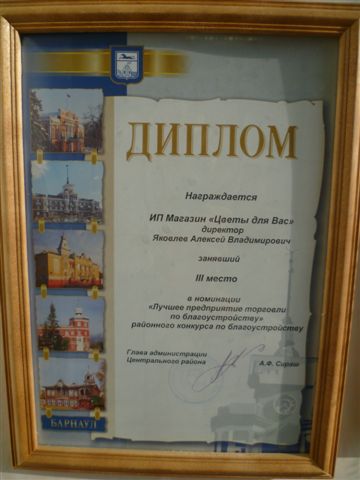 ДИПЛОМ
Награждается
ИП Магазин «Цветы для Вас»
директор
Яковлев Алексей Владимирович
занявший
III место
в номинации
«Лучшее предприятие торговли
по благоустройству»
районного конкурса по благоустройству
Глава администрации
Центрального района
А.Ф. Сираш
БАРНАУЛ